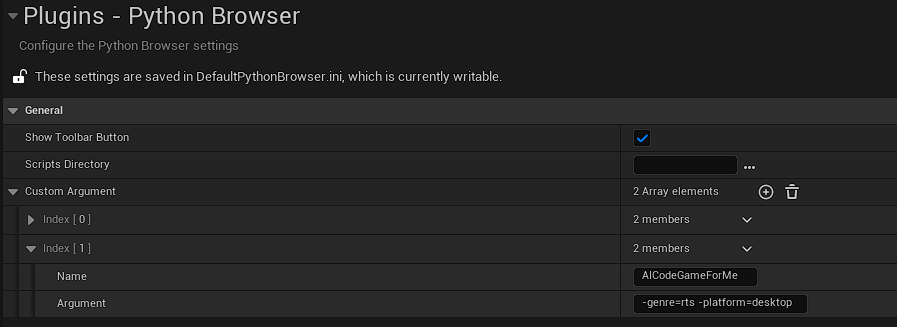 Plugins - Python Browser
Configure the Python Browser settings
These settings are saved in DefaultPythonBrowser.ini, which is currently writable.
General
Show Toolbar Button
Scripts Directory ...
Custom Argument 2 Array elements
Index [ 0 ] 2 members
Index [ 1 ] 2 members
Name AICodeGameForMe
Argument -genre=rts -platform=desktop